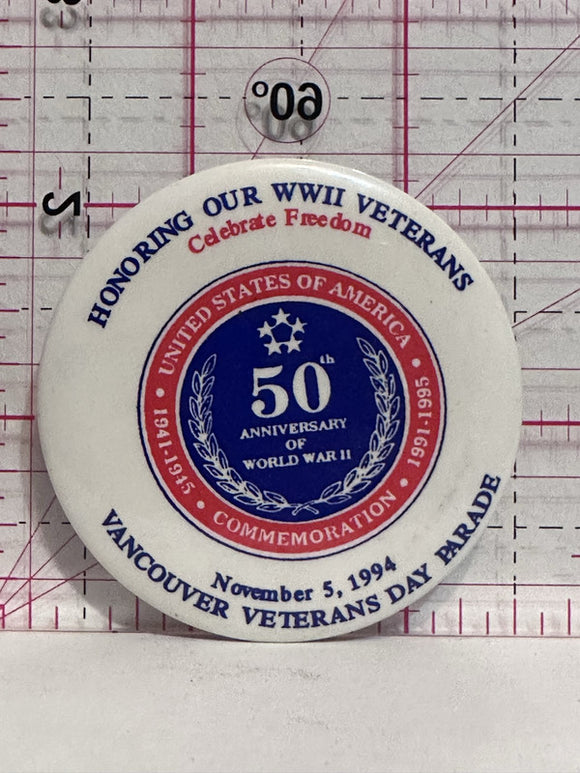 60°
2
HONORING OUR WWII VETERANS
Celebrate Freedom
UNITED STATES OF AMERICA
1941-1945 • COMMEMORATION • 1991-1995
50th
ANNIVERSARY
OF
WORLD WAR II
November 5, 1994
VANCOUVER VETERANS DAY PARADE